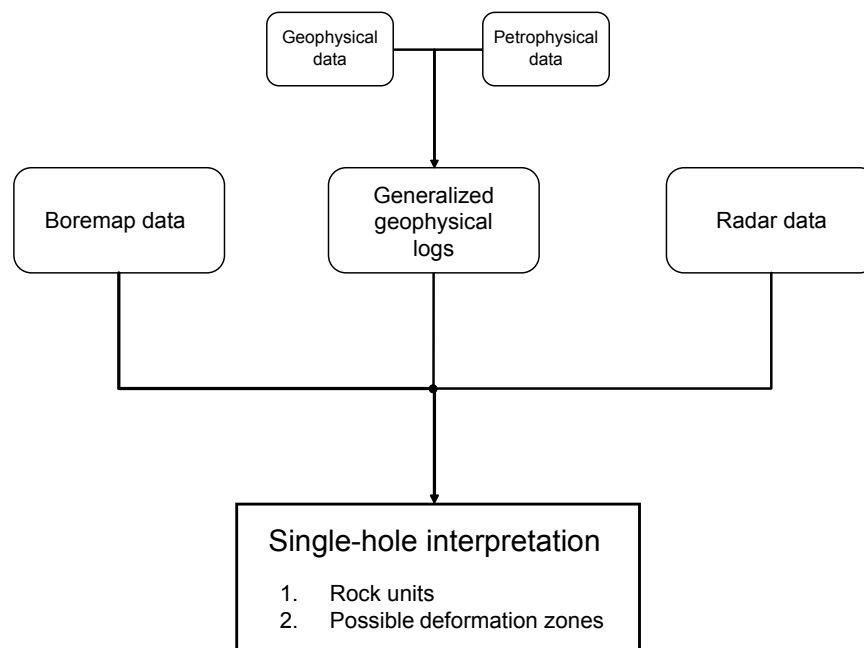 Geophysical
data
Petrophysical
data
Boremap data
Generalized
geophysical
logs
Radar data
Single-hole interpretation
1. Rock units
2. Possible deformation zones